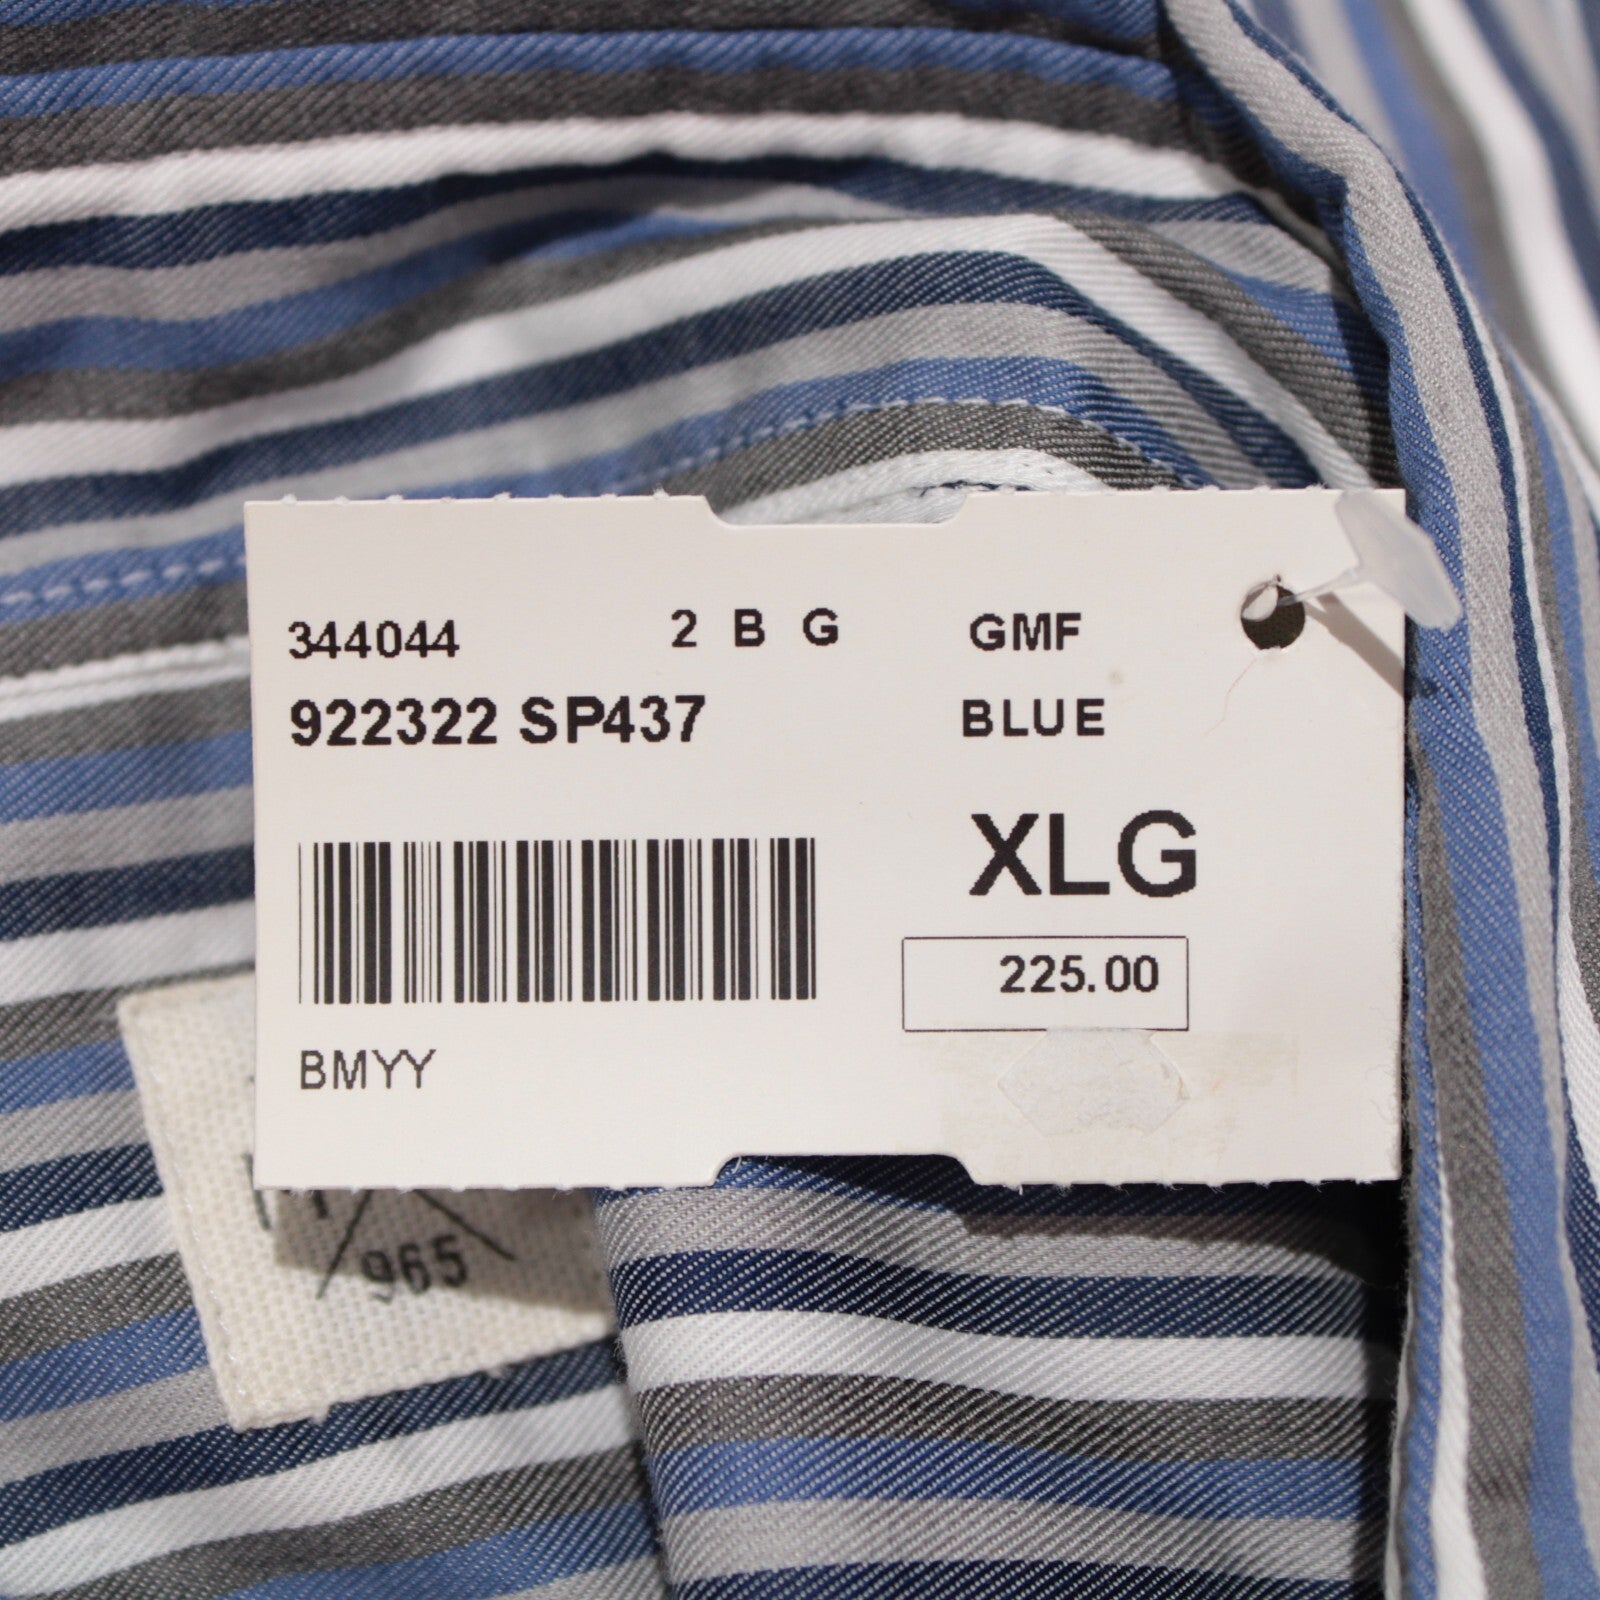 344044 2 B G GMF
922322 SP437 BLUE
XLG
225.00
BMYY
965